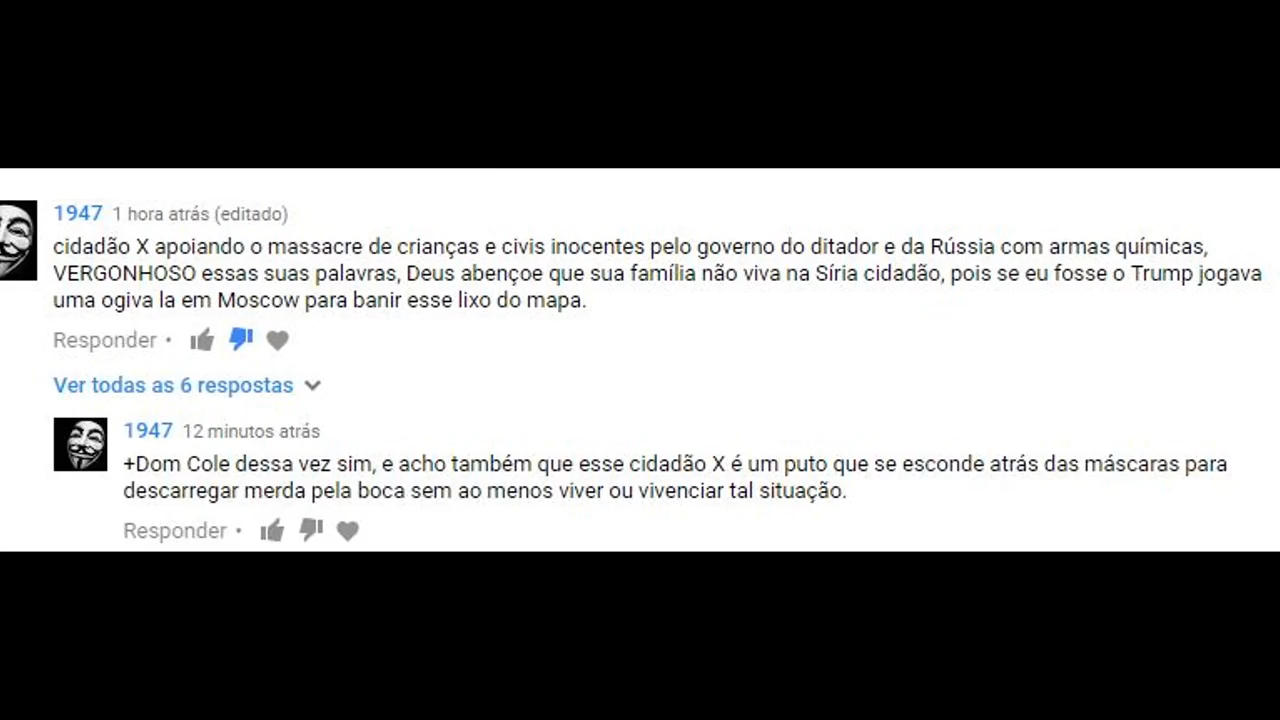 1947 1 hora atrás (editado)
cidadão X apoiando o massacre de crianças e civis inocentes pelo governo do ditador e da Rússia com armas químicas,
VERGONHOSO essas suas palavras, Deus abençoe que sua família não viva na Síria cidadão, pois se eu fosse o Trump jogava
uma ogiva la em Moscow para banir esse lixo do mapa.
Responder •
Ver todas as 6 respostas
1947 12 minutos atrás
+Dom Cole dessa vez sim, e acho também que esse cidadão X é um puto que se esconde atrás das máscaras para
descarregar merda pela boca sem ao menos viver ou vivenciar tal situação.
Responder •